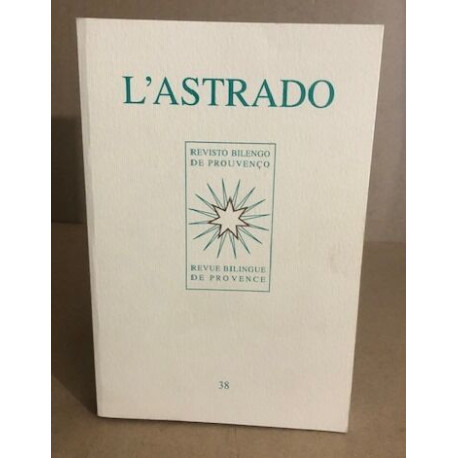 L'ASTRADO
REVISTO BILENGO
DE PROUVENÇO
REVUE BILINGUE
DE PROVENCE
38